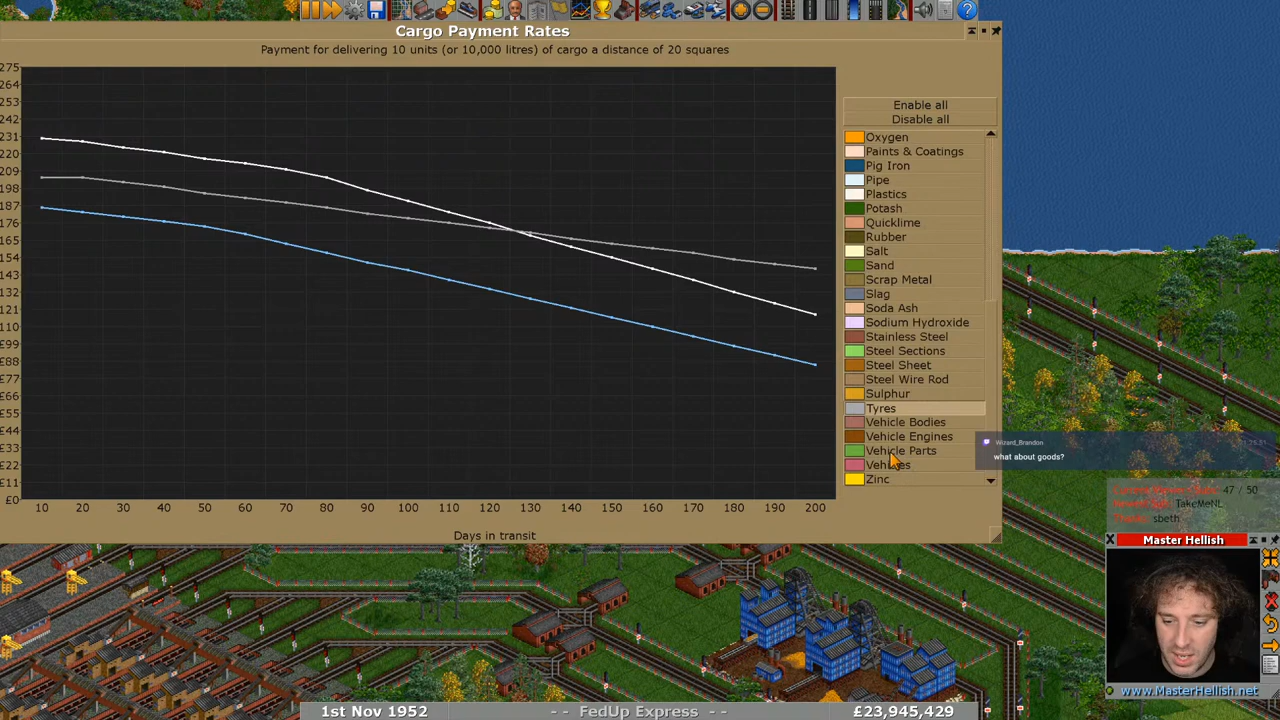 Cargo Payment Rates
Payment for delivering 10 units (or 10,000 litres) of cargo a distance of 20 squares
275
264
253
242
231
220
209
198
187
176
165
154
143
132
121
110
£99
£88
£77
£66
£55
£44
£33
£22
£11
£0
10 20 30 40 50 60 70 80 90 100 110 120 130 140 150 160 170 180 190 200
Days in transit
Enable all
Disable all
Oxygen
Paints & Coatings
Pig Iron
Pipe
Plastics
Potash
Quicklime
Rubber
Salt
Sand
Scrap Metal
Slag
Soda Ash
Sodium Hydroxide
Stainless Steel
Steel Sections
Steel Sheet
Steel Wire Rod
Sulphur
Tyres
Vehicle Bodies
Vehicle Engines
Vehicle Parts
Vehicles
Zinc
Wizard_Brandon
what about goods?
47 / 50
TakeMeNL
sbeth
Master Hellish
www.MasterHellish.net
1st Nov 1952
-- FedUp Express --
£23,945,429